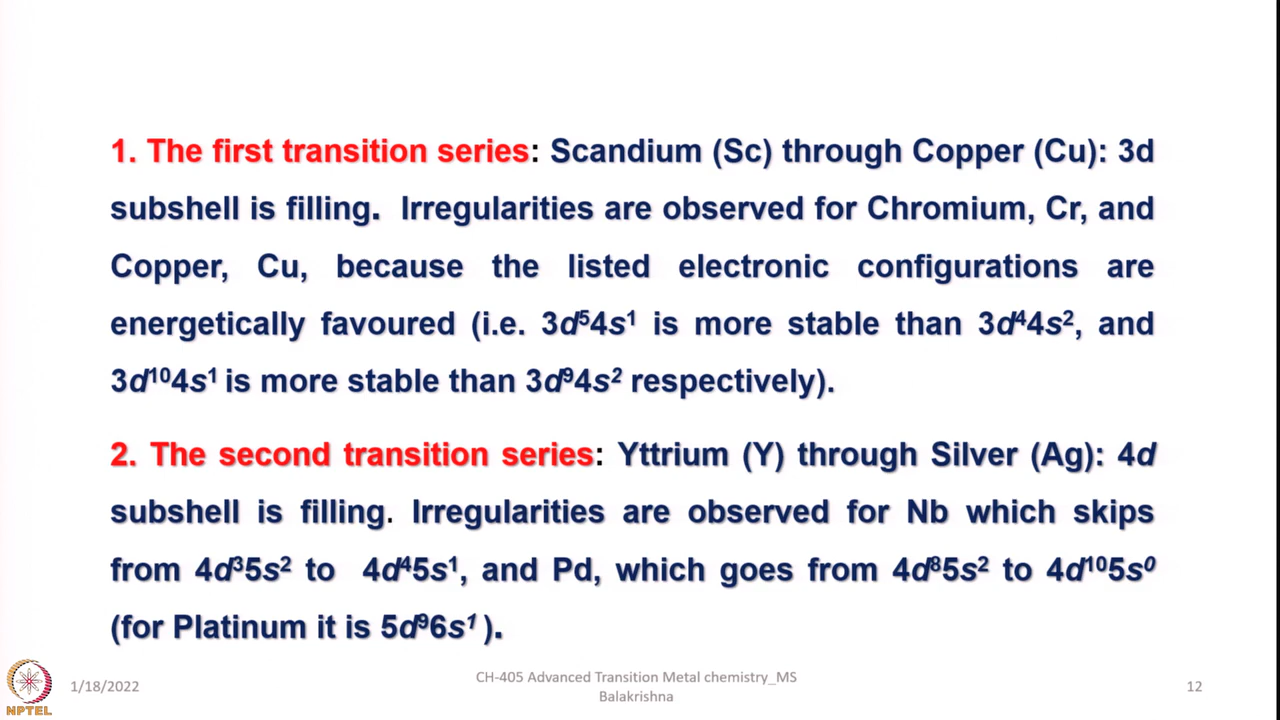 1. The first transition series: Scandium (Sc) through Copper (Cu): 3d
subshell is filling. Irregularities are observed for Chromium, Cr, and
Copper, Cu, because the listed electronic configurations are
energetically favoured (i.e. 3d⁵4s¹ is more stable than 3d⁴4s², and
3d¹⁰4s¹ is more stable than 3d⁹4s² respectively).
2. The second transition series: Yttrium (Y) through Silver (Ag): 4d
subshell is filling. Irregularities are observed for Nb which skips
from 4d³5s² to 4d⁴5s¹, and Pd, which goes from 4d⁸5s² to 4d¹⁰5s⁰
(for Platinum it is 5d⁹6s¹ ).
NPTEL
1/18/2022
CH-405 Advanced Transition Metal chemistry_MS
Balakrishna
12